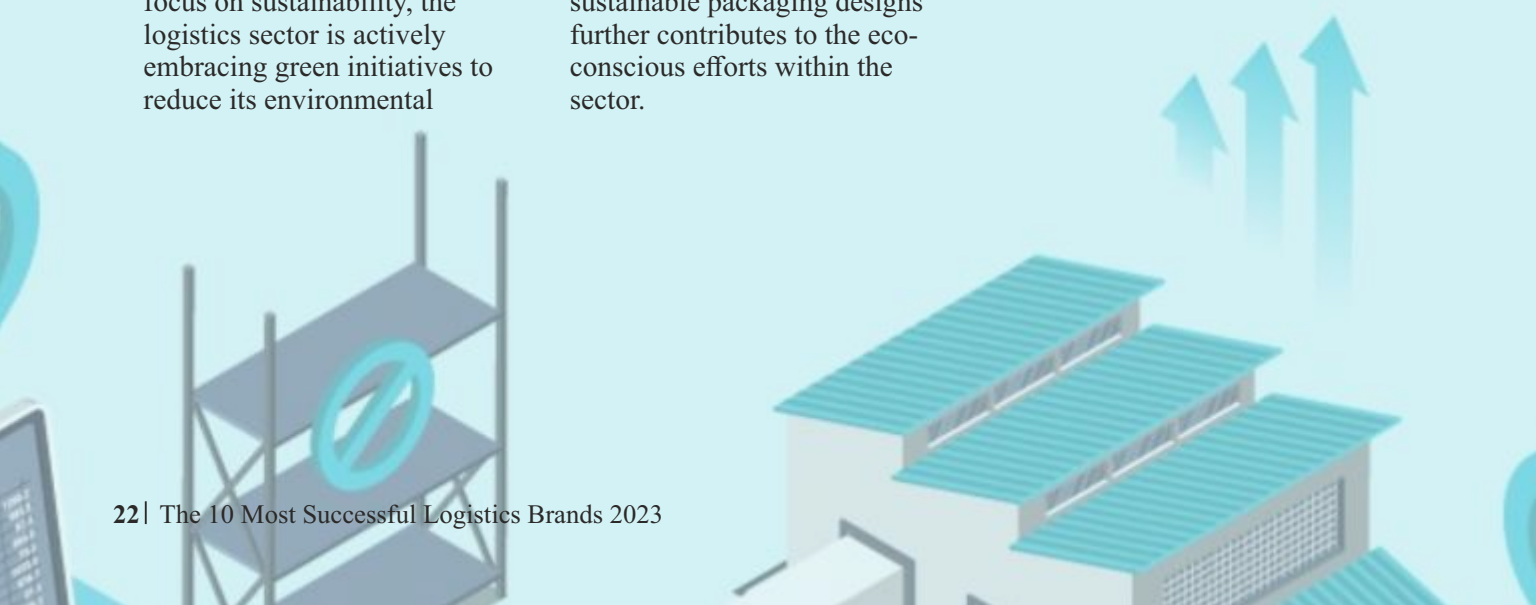 focus on sustainability, the
logistics sector is actively
embracing green initiatives to
reduce its environmental
sustainable packaging designs
further contributes to the eco-
conscious efforts within the
sector.
22| The 10 Most Successful Logistics Brands 2023